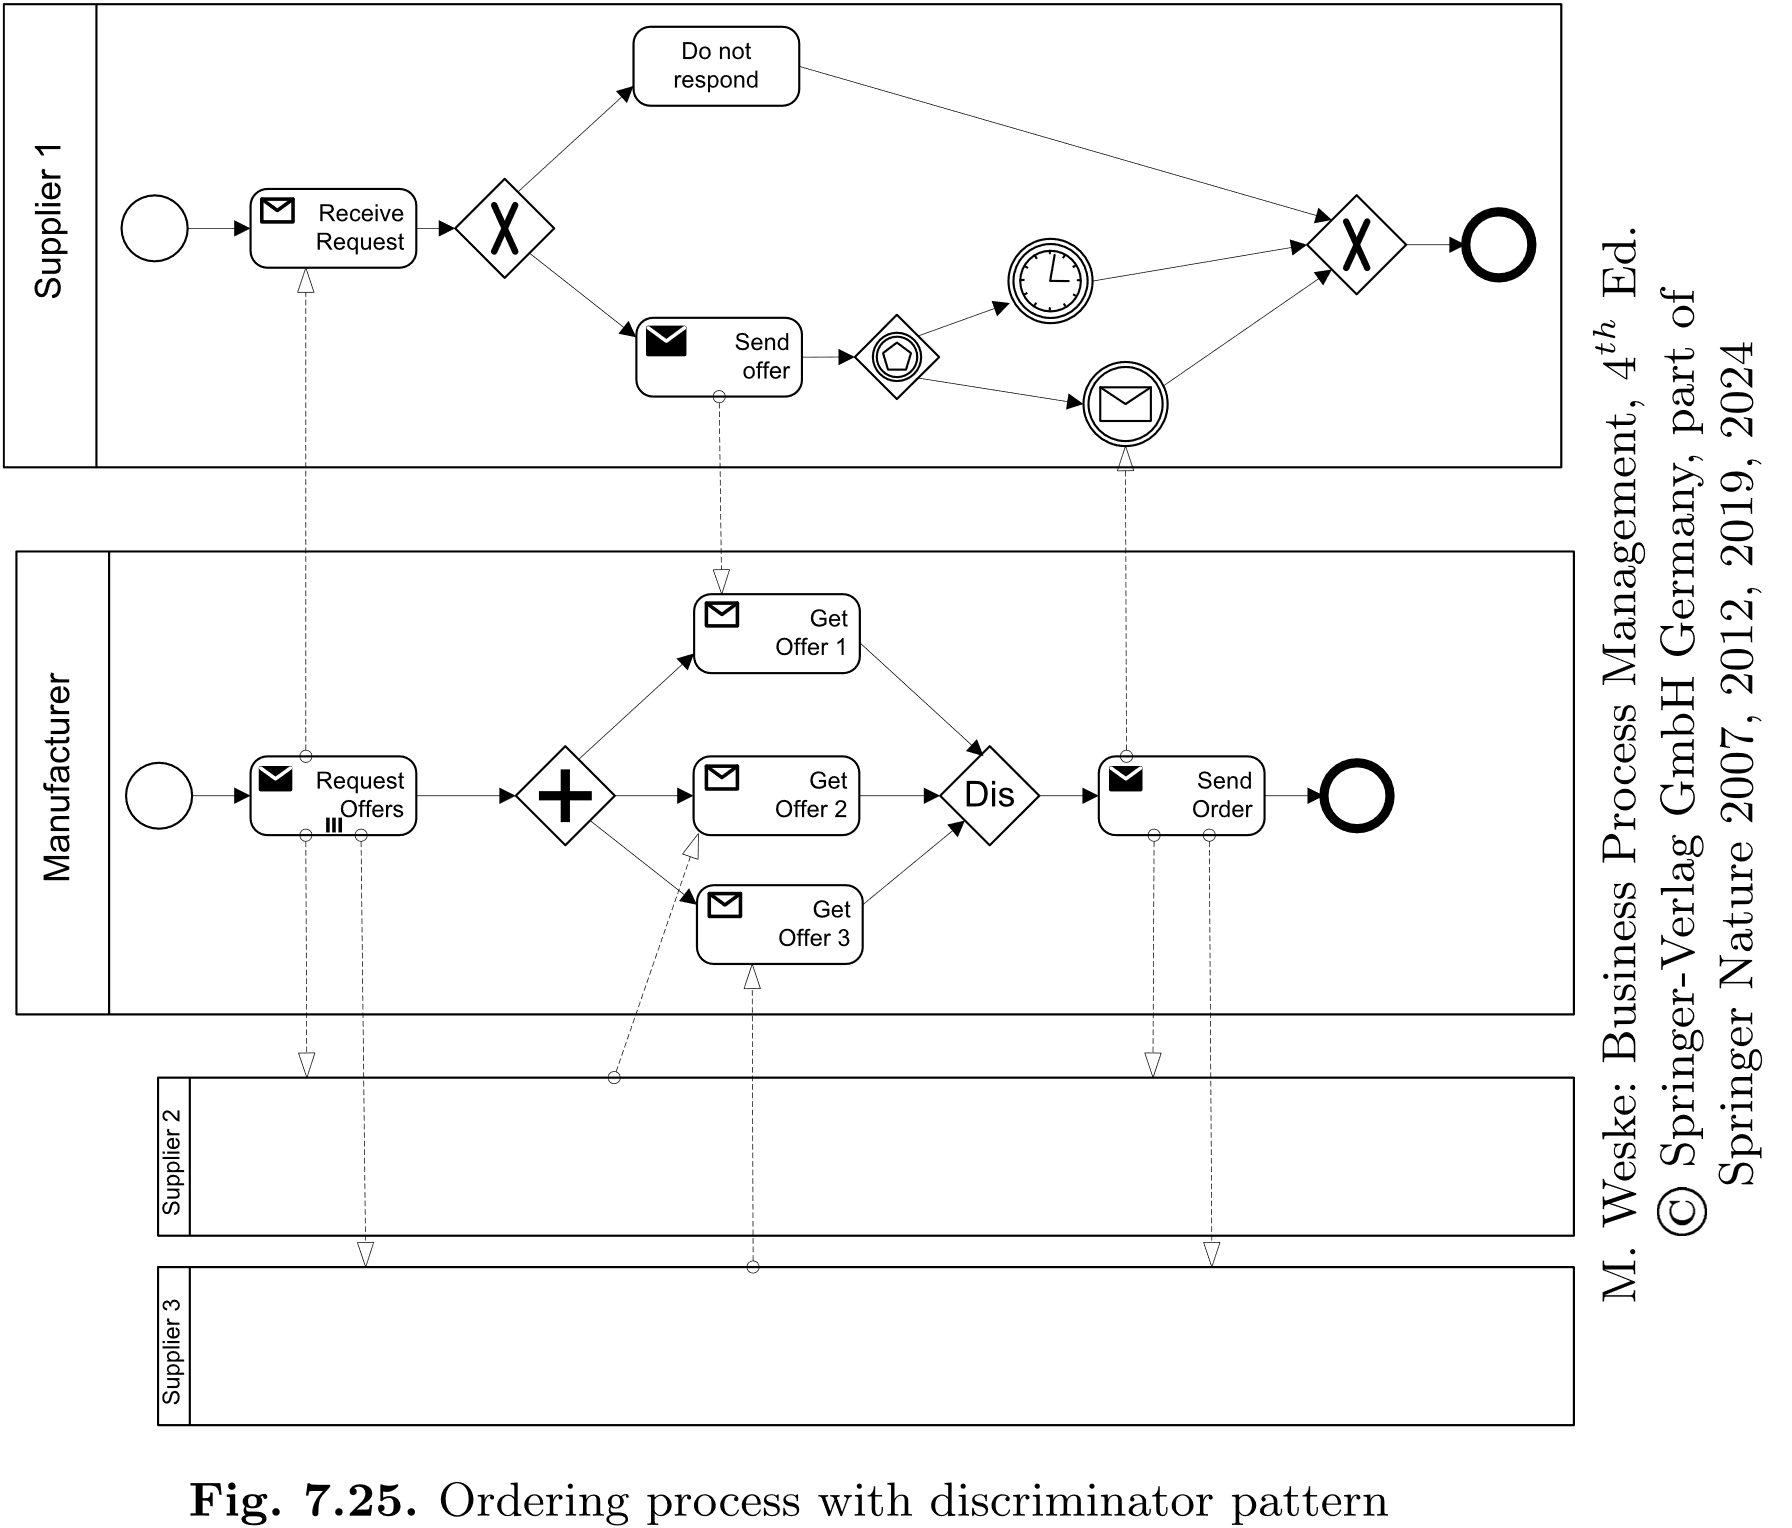 Supplier 1
Do not
respond
Receive
Request
Send
offer
Manufacturer
Request
Offers
Get
Offer 1
Get
Offer 2
Get
Offer 3
Dis
Send
Order
Supplier 2
Supplier 3
M. Weske: Business Process Management, 4th Ed.
© Springer-Verlag GmbH Germany, part of
Springer Nature 2007, 2012, 2019, 2024
Fig. 7.25. Ordering process with discriminator pattern